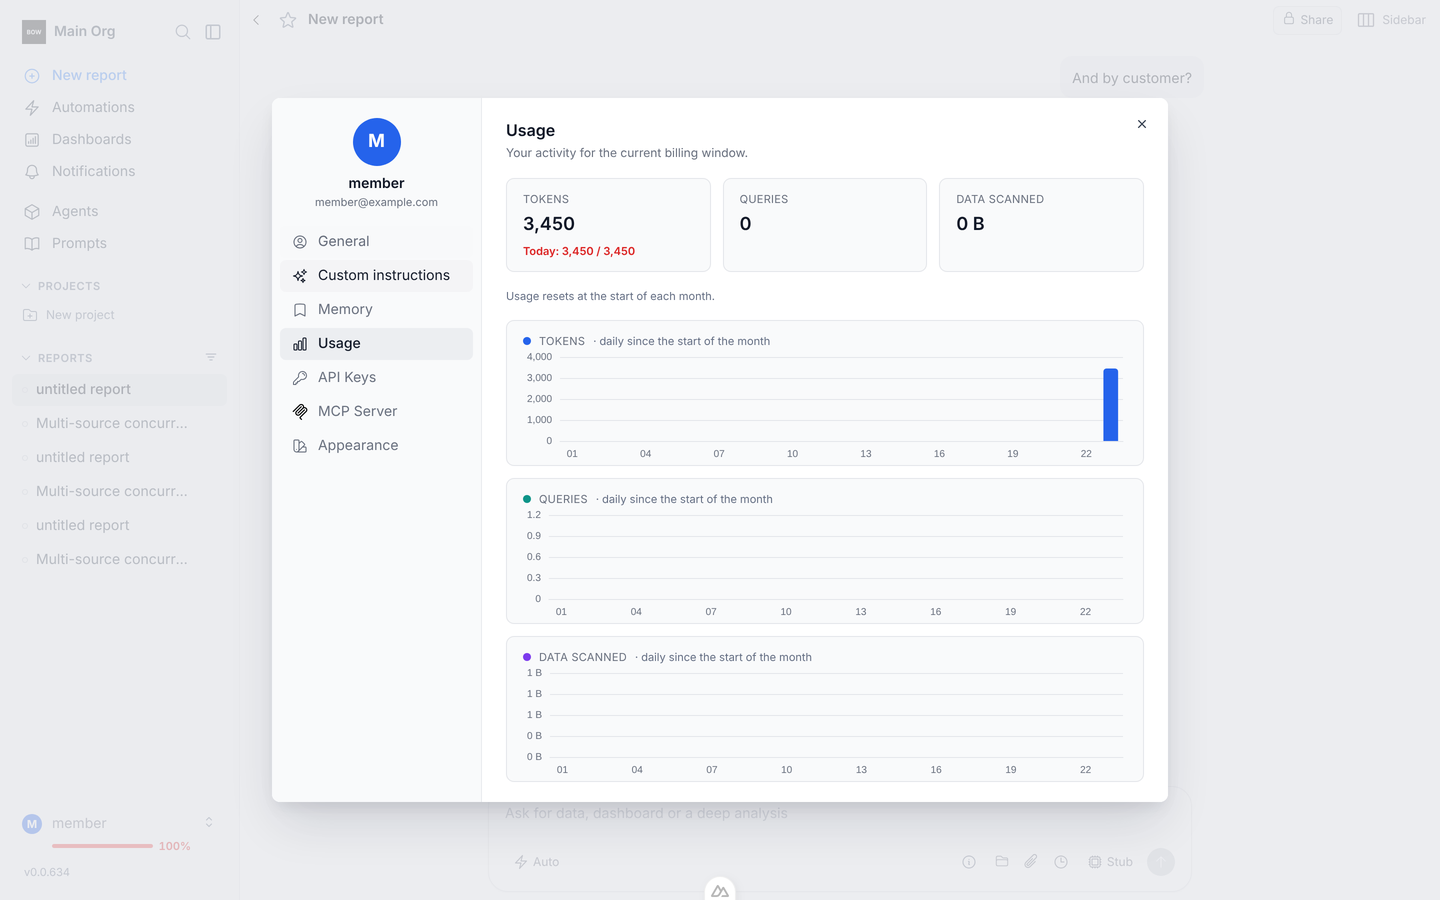 BOW
Main Org
New report
Automations
Dashboards
Notifications
Agents
Prompts
PROJECTS
New project
REPORTS
untitled report
Multi-source concurr...
untitled report
Multi-source concurr...
untitled report
Multi-source concurr...
M
member
100%
v0.0.634
New report
Share
Sidebar
And by customer?
M
member
member@example.com
General
Custom instructions
Memory
Usage
API Keys
MCP Server
Appearance
Usage
Your activity for the current billing window.
TOKENS
3,450
Today: 3,450 / 3,450
QUERIES
0
DATA SCANNED
0 B
Usage resets at the start of each month.
TOKENS · daily since the start of the month
4,000
3,000
2,000
1,000
0
01 04 07 10 13 16 19 22
QUERIES · daily since the start of the month
1.2
0.9
0.6
0.3
0
01 04 07 10 13 16 19 22
DATA SCANNED · daily since the start of the month
1 B
1 B
1 B
0 B
0 B
01 04 07 10 13 16 19 22
Ask for data, dashboard or a deep analysis
Auto
Stub